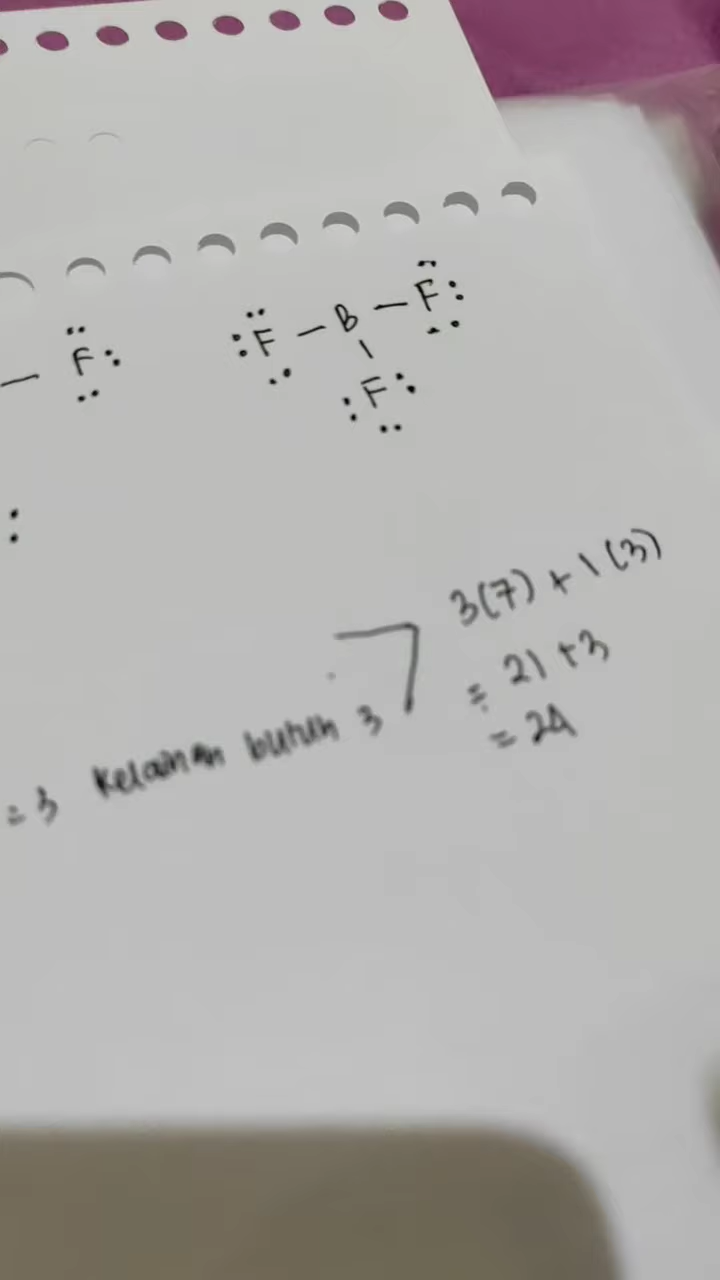 — F:
:F — B — F:
|
:F:
:
3(7) + 1(3)
= 21 + 3
= 24
= 3 Kelainan butuh 3